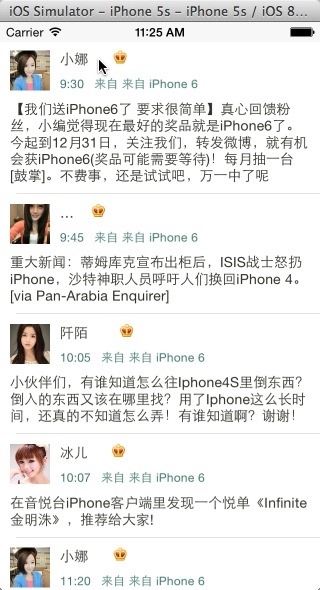 iOS Simulator – iPhone 5s – iPhone 5s / iOS 8…
Carrier 11:25 AM
小娜
9:30 来自 来自 iPhone 6
【我们送iPhone6了 要求很简单】真心回馈粉
丝，小编觉得现在最好的奖品就是iPhone6了。
今起到12月31日，关注我们，转发微博，就有机
会获iPhone6(奖品可能需要等待)！每月抽一台
[鼓掌]。不费事，还是试试吧，万一中了呢
...
9:45 来自 来自 iPhone 6
重大新闻：蒂姆库克宣布出柜后，ISIS战士怒扔
iPhone，沙特神职人员呼吁人们换回iPhone 4。
[via Pan-Arabia Enquirer]
阡陌
10:05 来自 来自 iPhone 6
小伙伴们，有谁知道怎么往Iphone4S里倒东西?
倒入的东西又该在哪里找？用了Iphone这么长时
间，还真的不知道怎么弄！有谁知道啊？谢谢！
冰儿
10:07 来自 来自 iPhone 6
在音悦台iPhone客户端里发现一个悦单《Infinite
金明洙》，推荐给大家!
小娜
11:20 来自 来自 iPhone 6